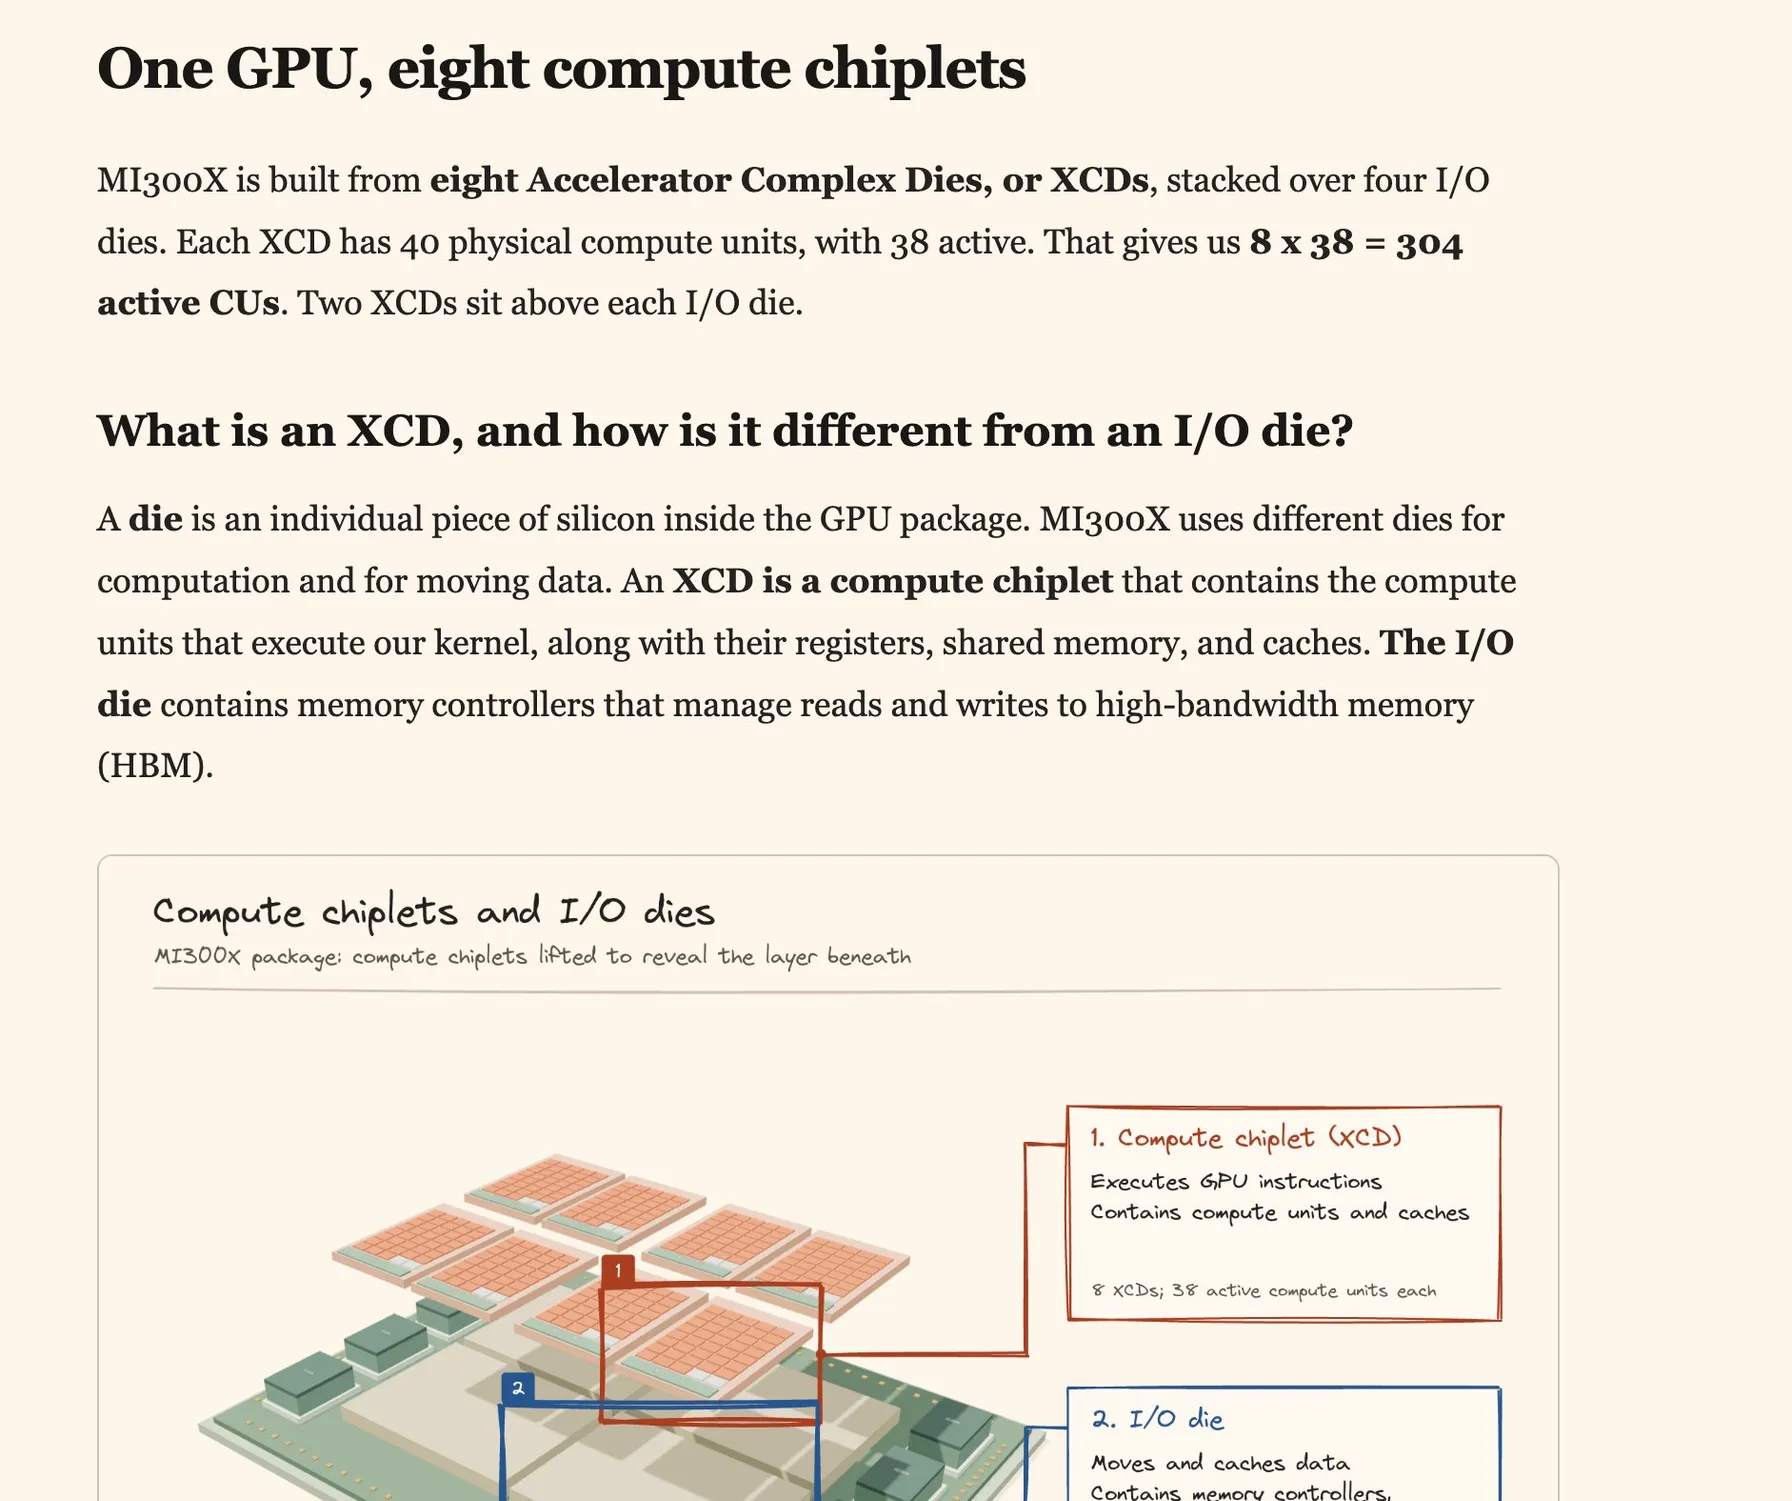 One GPU, eight compute chiplets
MI300X is built from eight Accelerator Complex Dies, or XCDs, stacked over four I/O
dies. Each XCD has 40 physical compute units, with 38 active. That gives us 8 x 38 = 304
active CUs. Two XCDs sit above each I/O die.
What is an XCD, and how is it different from an I/O die?
A die is an individual piece of silicon inside the GPU package. MI300X uses different dies for
computation and for moving data. An XCD is a compute chiplet that contains the compute
units that execute our kernel, along with their registers, shared memory, and caches. The I/O
die contains memory controllers that manage reads and writes to high-bandwidth memory
(HBM).
Compute chiplets and I/O dies
MI300X package: compute chiplets lifted to reveal the layer beneath
1
1. Compute chiplet (XCD)
Executes GPU instructions
Contains compute units and caches
8 XCDs; 38 active compute units each
2
2. I/O die
Moves and caches data
Contains memory controllers,